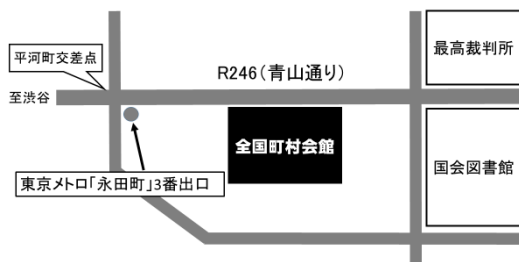 最高裁判所
平河町交差点
R246(青山通り)
至渋谷
全国町村会館
国会図書館
東京メトロ「永田町」3番出口